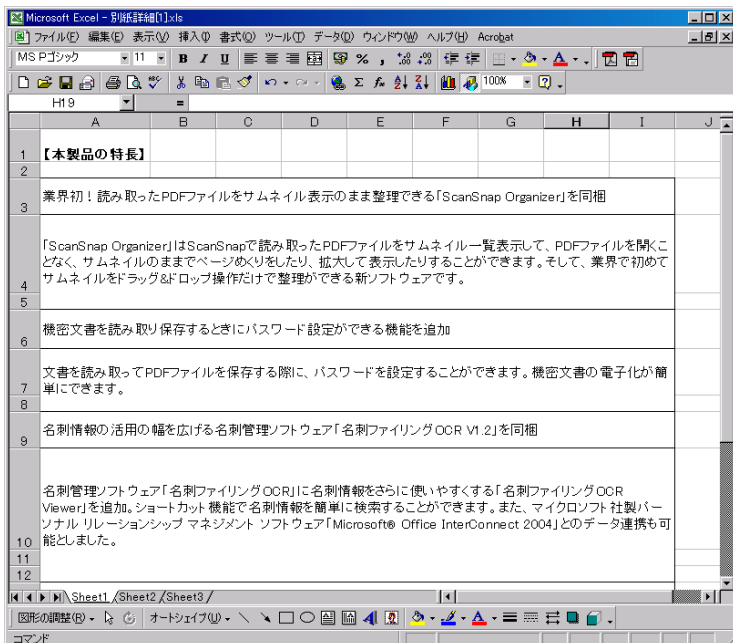 Microsoft Excel - 別紙詳細[1].xls
ファイル(F) 編集(E) 表示(V) 挿入(I) 書式(O) ツール(T) データ(D) ウィンドウ(W) ヘルプ(H) Acrobat
MS Pゴシック 11 B I U % ,
100%
H19 =
A B C D E F G H I J
1 【本製品の特長】
2
3 業界初！読み取ったPDFファイルをサムネイル表示のまま整理できる「ScanSnap Organizer」を同梱
「ScanSnap Organizer」はScanSnapで読み取ったPDFファイルをサムネイル一覧表示して、PDFファイルを開くこ
となく、サムネイルのままでページめくりをしたり、拡大して表示したりすることができます。そして、業界で初めて
4 サムネイルをドラッグ&ドロップ操作だけで整理ができる新ソフトウェアです。
5
6 機密文書を読み取り保存するときにパスワード設定ができる機能を追加
文書を読み取ってPDFファイルを保存する際に、パスワードを設定することができます。機密文書の電子化が簡
7 単にできます。
8
9 名刺情報の活用の幅を広げる名刺管理ソフトウェア「名刺ファイリングOCR V1.2」を同梱
名刺管理ソフトウェア「名刺ファイリングOCR」に名刺情報をさらに使いやすくする「名刺ファイリングOCR
Viewer」を追加。ショートカット機能で名刺情報を簡単に検索することができます。また、マイクロソフト社製パー
ソナル リレーションシップ マネジメント ソフトウェア「Microsoft® Office InterConnect 2004」とのデータ連携も可
10 能としました。
11
12
Sheet1 Sheet2 Sheet3
図形の調整(R) オートシェイプ(U)
コマンド